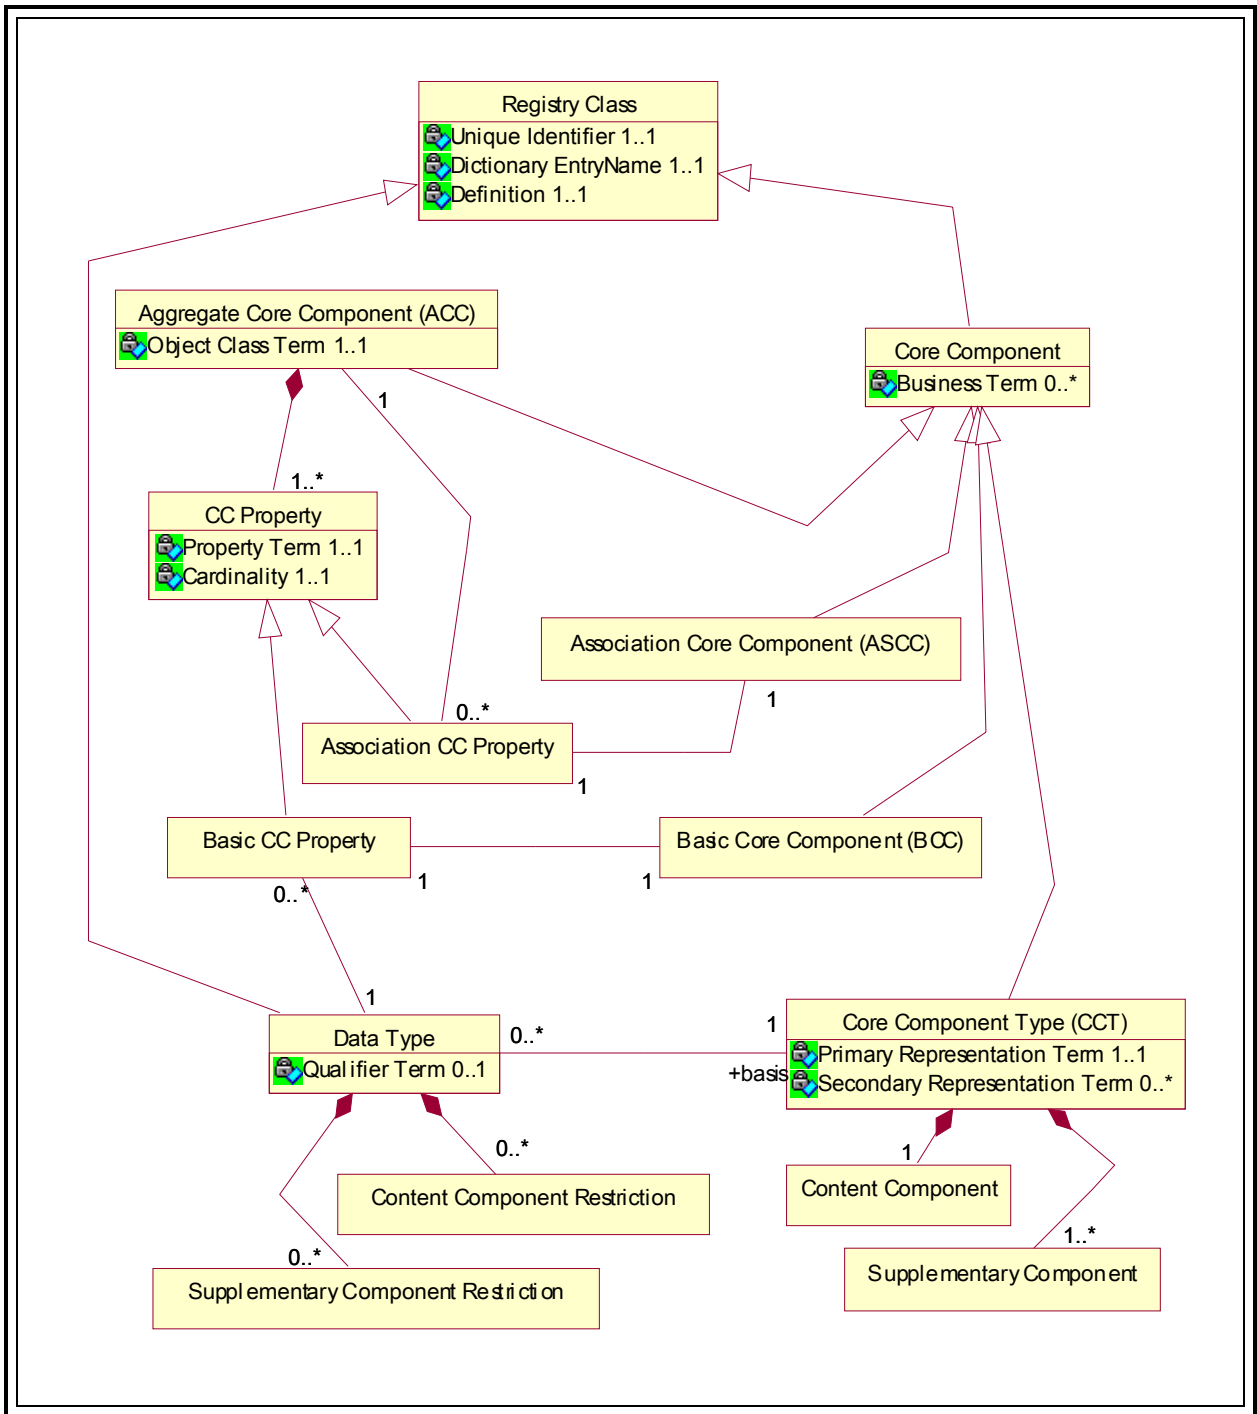 Registry Class
Unique Identifier 1..1
Dictionary EntryName 1..1
Definition 1..1
Aggregate Core Component (ACC)
Object Class Term 1..1
Core Component
Business Term 0..*
1
1..*
CC Property
Property Term 1..1
Cardinality 1..1
Association Core Component (ASCC)
1
0..*
Association CC Property
1
Basic CC Property
Basic Core Component (BCC)
1
1
0..*
1
Data Type
Qualifier Term 0..1
0..*
1
+basis
Core Component Type (CCT)
Primary Representation Term 1..1
Secondary Representation Term 0..*
0..*
Content Component Restriction
1
Content Component
0..*
Supplementary Component Restriction
1..*
Supplementary Component